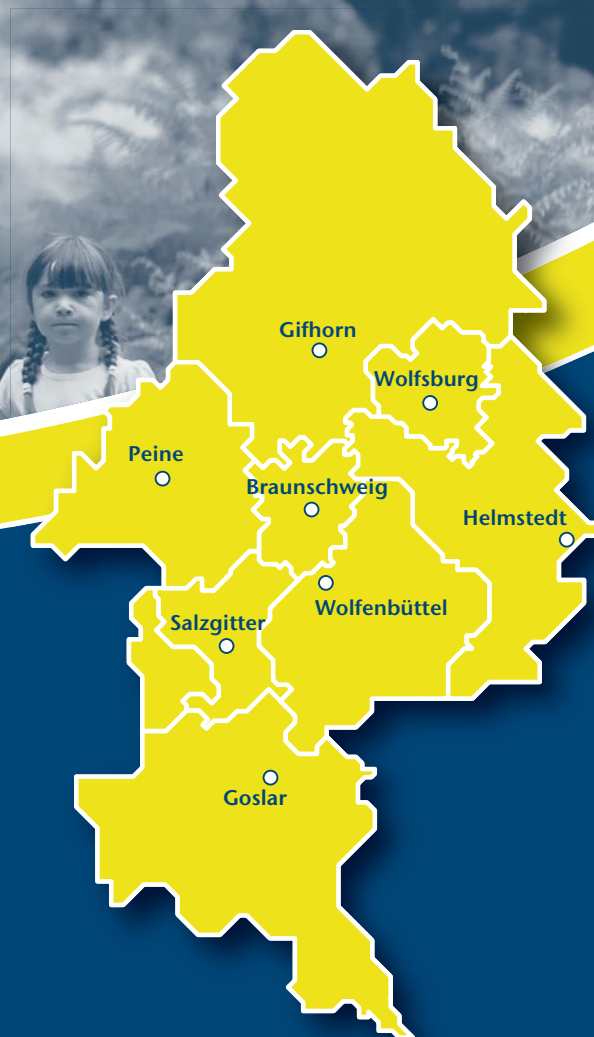 Gifhorn
Wolfsburg
Peine
Braunschweig
Helmstedt
Wolfenbüttel
Salzgitter
Goslar